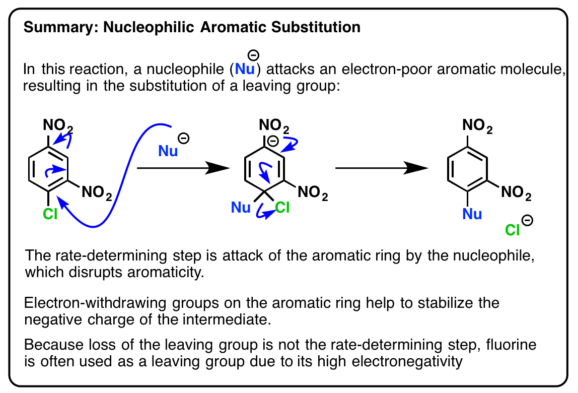 Summary: Nucleophilic Aromatic Substitution
In this reaction, a nucleophile (Nu⊖) attacks an electron-poor aromatic molecule,
resulting in the substitution of a leaving group:
NO2
NO2
Cl
Nu⊖
NO2
⊖
NO2
Nu Cl
NO2
NO2
Nu
Cl⊖
The rate-determining step is attack of the aromatic ring by the nucleophile,
which disrupts aromaticity.
Electron-withdrawing groups on the aromatic ring help to stabilize the
negative charge of the intermediate.
Because loss of the leaving group is not the rate-determining step, fluorine
is often used as a leaving group due to its high electronegativity